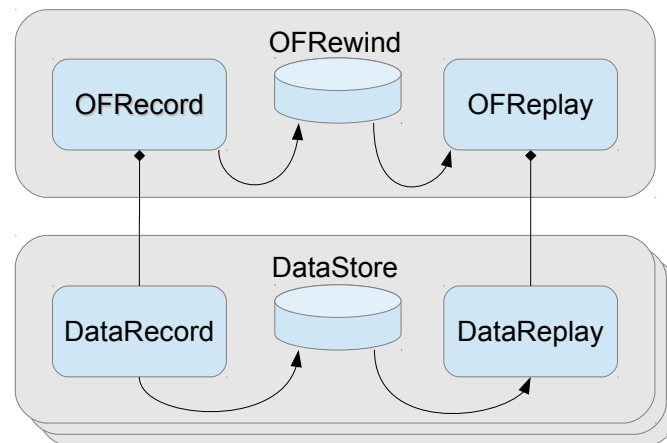 OFRewind
OFRecord
OFReplay
DataStore
DataRecord
DataReplay